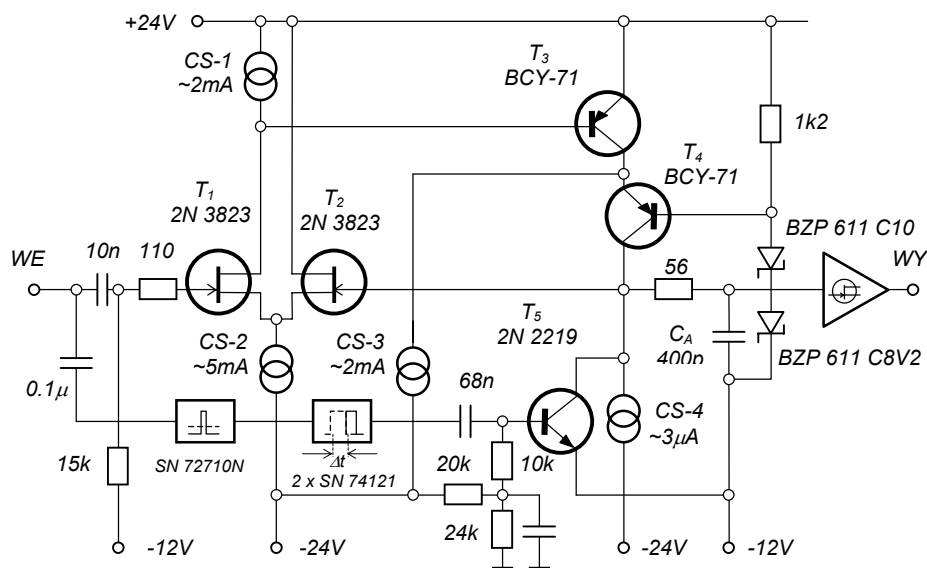 +24V
CS-1
~2mA
T3
BCY-71
1k2
T4
BCY-71
T1
2N 3823
T2
2N 3823
BZP 611 C10
WE
10n
110
56
WY
T5
2N 2219
CA
400p
BZP 611 C8V2
CS-2
~5mA
CS-3
~2mA
0.1μ
68n
CS-4
~3μA
Δt
15k
SN 72710N
2 x SN 74121
20k
10k
24k
-12V
-24V
-24V
-12V